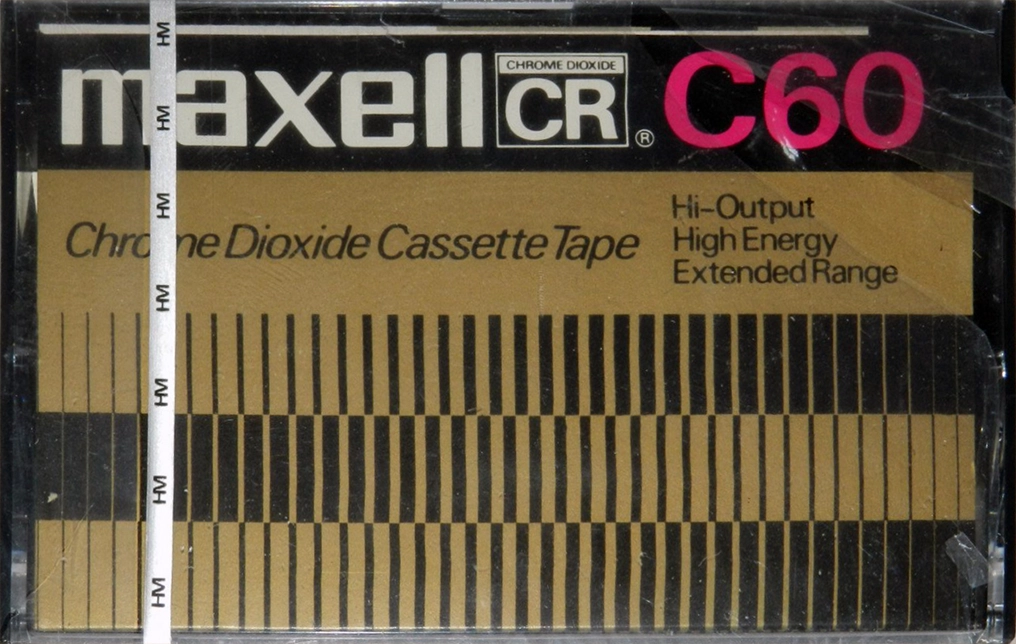 maxell CHROME DIOXIDE CR ® C60
Chrome Dioxide Cassette Tape
Hi-Output
High Energy
Extended Range
HM
HM
HM
HM
HM
HM
HM